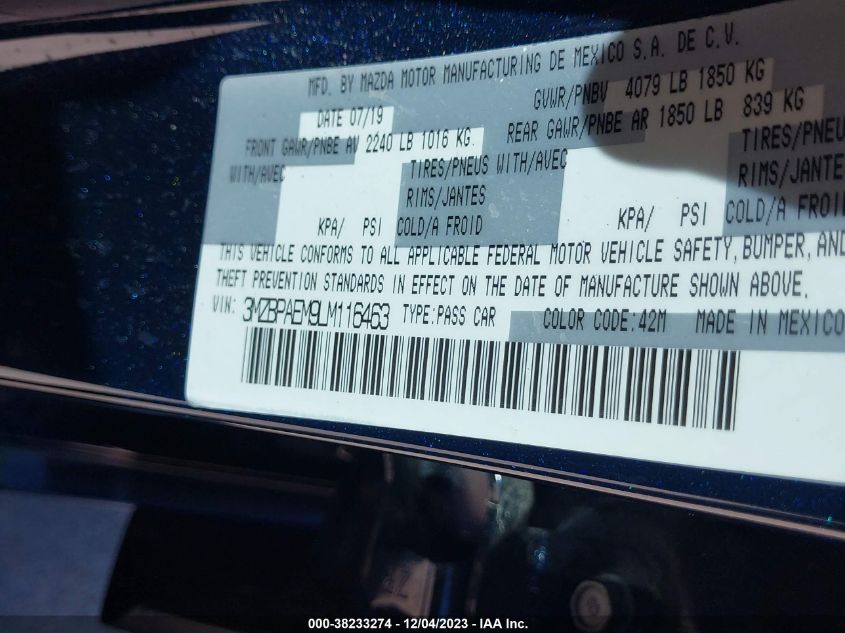 MFD. BY MAZDA MOTOR MANUFACTURING DE MEXICO S.A. DE C.V.
DATE 07/19 GVWR/PNBV 4079 LB 1850 KG
FRONT GAWR/PNBE AV 2240 LB 1016 KG. REAR GAWR/PNBE AR 1850 LB 839 KG
WITH/AVEC TIRES/PNEUS WITH/AVEC TIRES/PNEUS
RIMS/JANTES RIMS/JANTES
KPA/ PSI COLD/A FROID KPA/ PSI COLD/A FROID
THIS VEHICLE CONFORMS TO ALL APPLICABLE FEDERAL MOTOR VEHICLE SAFETY, BUMPER, AND
THEFT PREVENTION STANDARDS IN EFFECT ON THE DATE OF MANUFACTURE SHOWN ABOVE.
VIN: 3MZBPAEM9LM116463 TYPE:PASS CAR COLOR CODE:42M MADE IN MEXICO
000-38233274 - 12/04/2023 - IAA Inc.